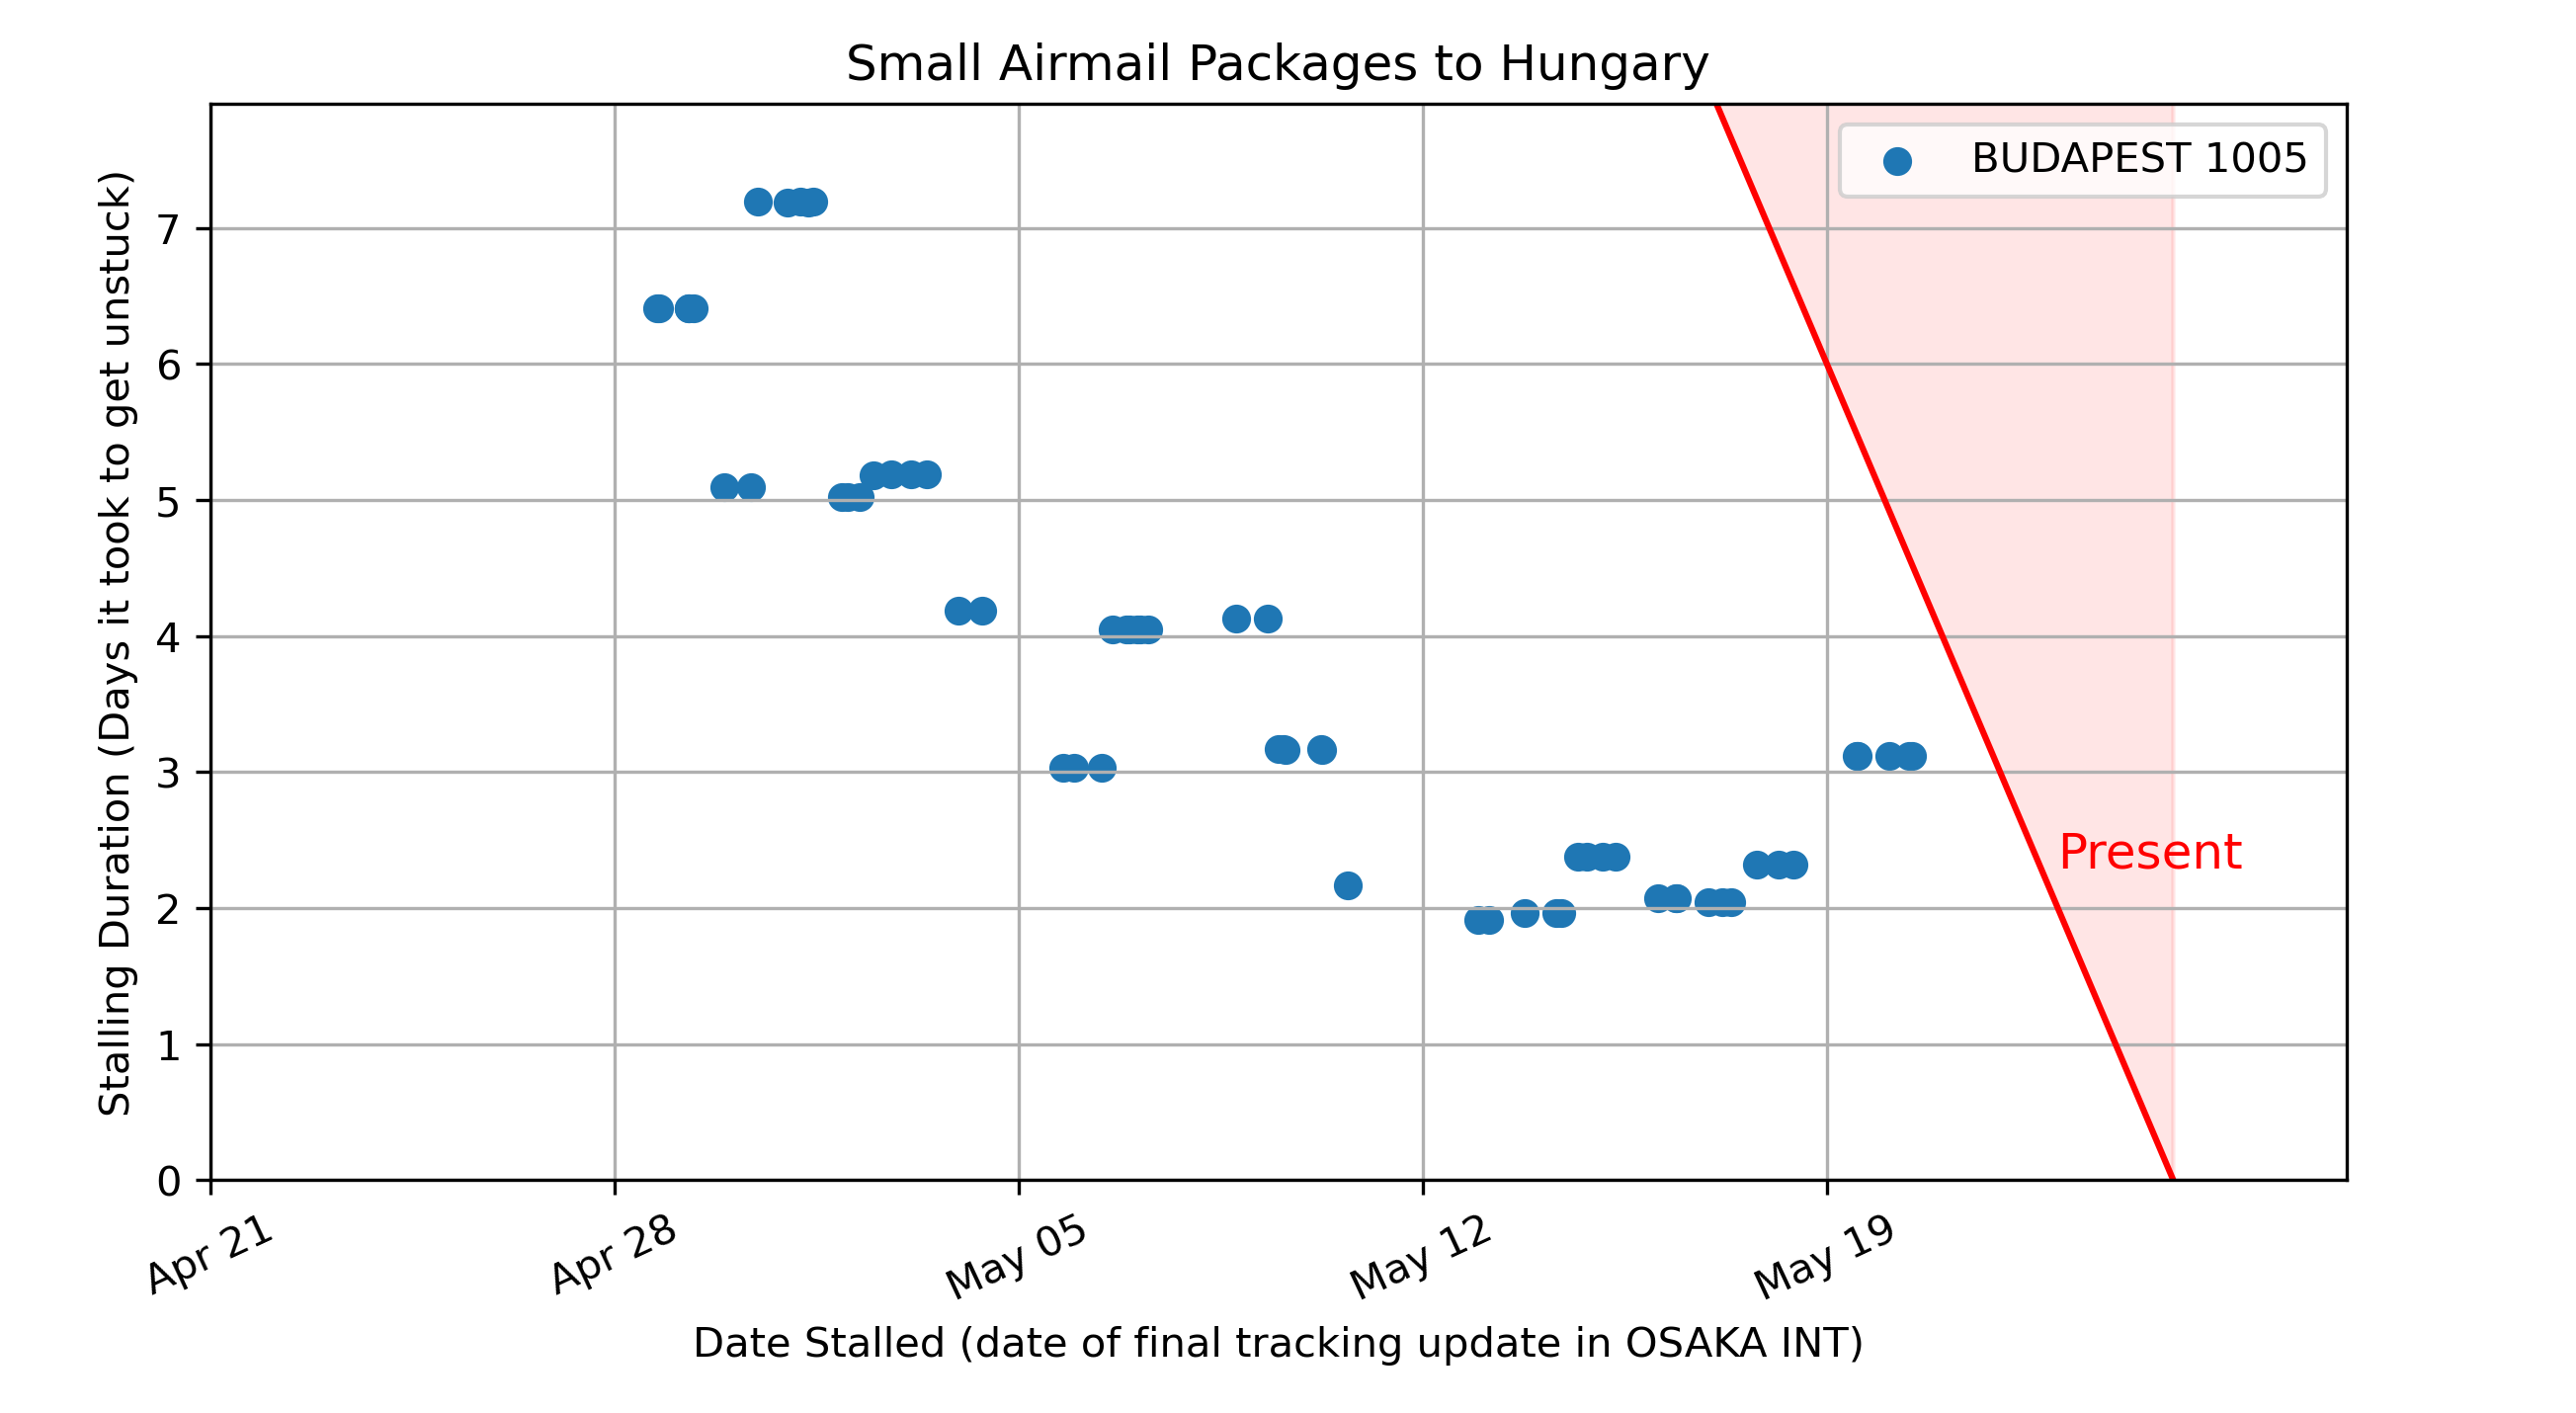 Small Airmail Packages to Hungary
BUDAPEST 1005
Stalling Duration (Days it took to get unstuck)
7
6
5
4
3
2
1
0
Present
Apr 21
Apr 28
May 05
May 12
May 19
Date Stalled (date of final tracking update in OSAKA INT)